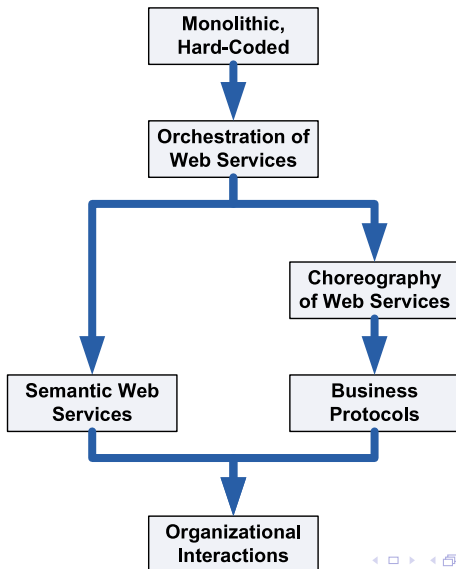 Monolithic,
Hard-Coded
Orchestration of
Web Services
Choreography
of Web Services
Semantic Web
Services
Business
Protocols
Organizational
Interactions